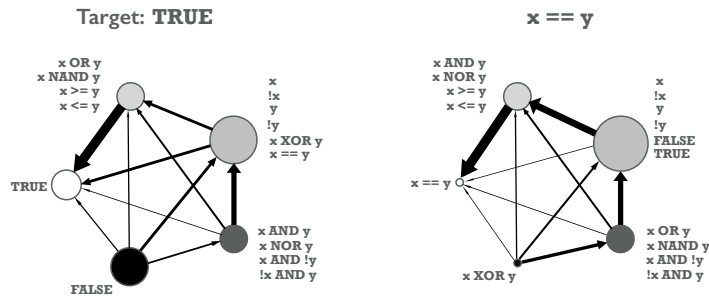 Target: TRUE
x OR y
x NAND y
x >= y
x <= y
x
!x
y
!y
x XOR y
x == y
TRUE
x AND y
x NOR y
x AND !y
!x AND y
FALSE
x == y
x AND y
x NOR y
x >= y
x <= y
x
!x
y
!y
FALSE
TRUE
x == y
x OR y
x NAND y
x AND !y
!x AND y
x XOR y